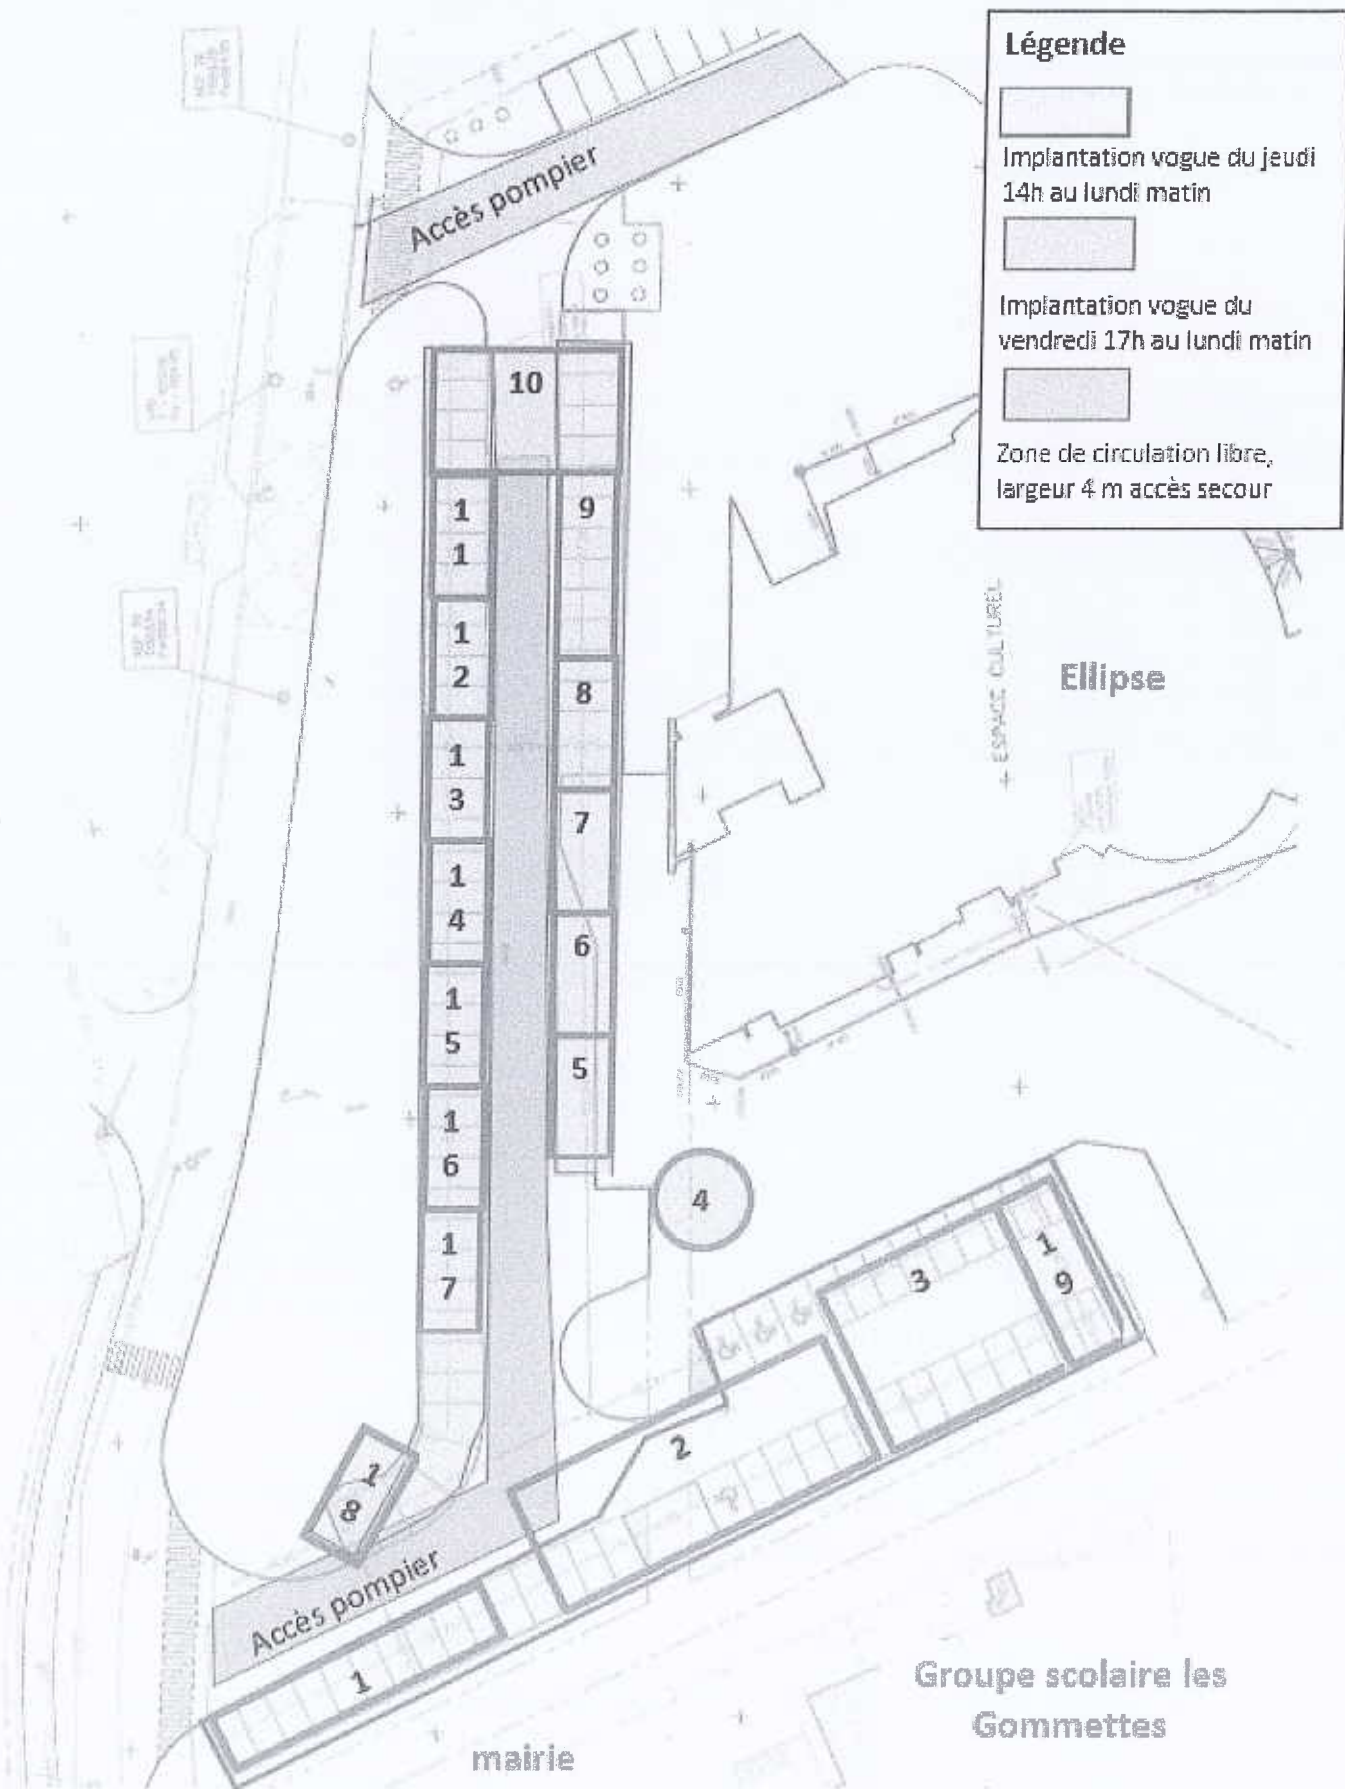 Légende
Implantation vogue du jeudi
14h au lundi matin
Implantation vogue du
vendredi 17h au lundi matin
Zone de circulation libre,
largeur 4 m accès secour
Accès pompier
10
1
1
9
1
2
8
1
3
7
1
4
6
1
5
5
1
6
4
1
7
3
1
9
2
1
8
Accès pompier
1
ESPACE CULTUREL
Ellipse
Groupe scolaire les
Gommettes
mairie